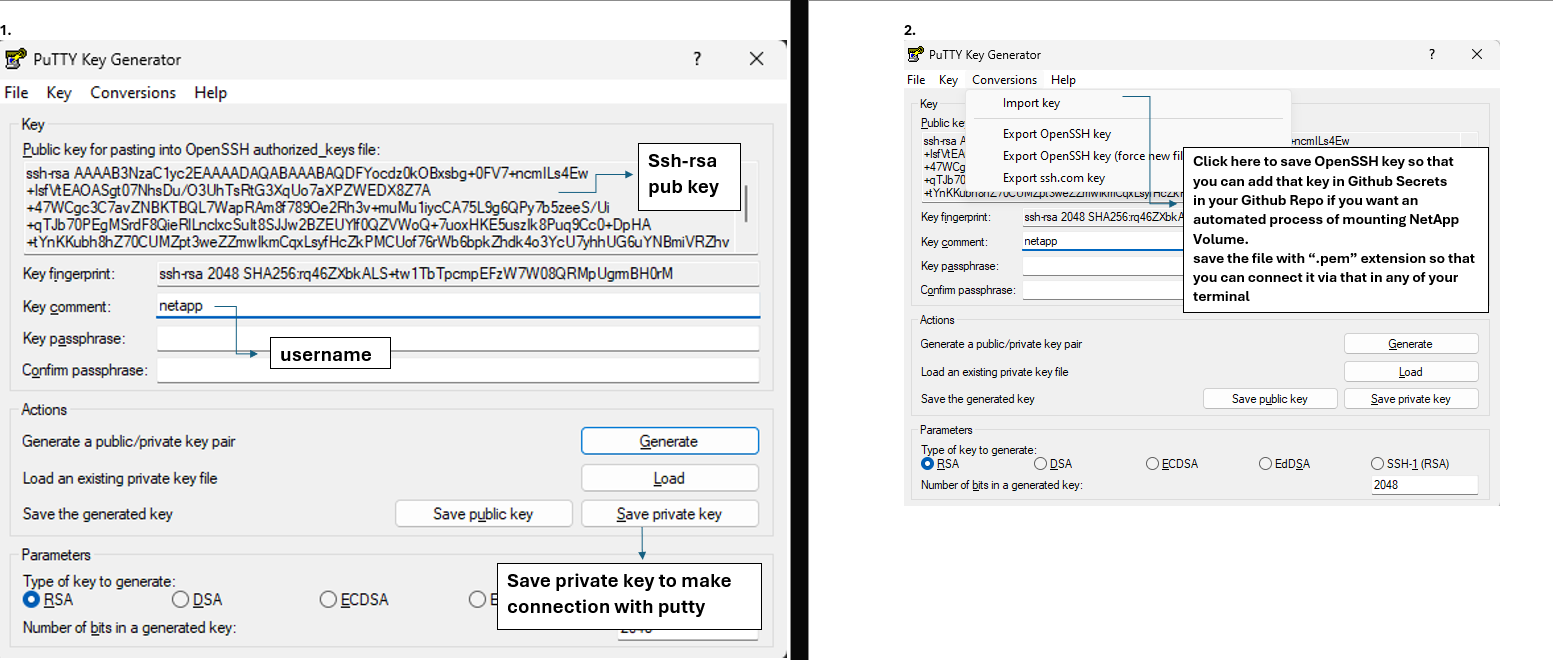 1.
PuTTY Key Generator
?
File Key Conversions Help
Key
Public key for pasting into OpenSSH authorized_keys file:
ssh-rsa AAAAB3NzaC1yc2EAAAADAQABAAABAQDFYocdz0kOBxsbg+0FV7+ncmILs4Ew
+IsfVtEAOASgt07NhsDu/O3UhTsRtG3XqUo7aXPZWEDX8Z7A
+47WCgc3C7avZNBKTBQL7WapRAm8f789Oe2Rh3v+muMu1iycCA75L9g6QPy7b5zeeS/Ui
+qTJb70PEgMSrdF8QieRILnclxcSult8SJJw2BZEUYlf0QZVWoQ+7uoxHKE5uszIk8Puq9Cc0+DpHA
+tYnKKubh8hZ70CUMZpt3weZZmwlkmCqxLsyfHcZkPMCUof76rWb6bpkZhdk4o3YcU7yhhUG6uYNBmiVRZhv
Ssh-rsa
pub key
Key fingerprint: ssh-rsa 2048 SHA256:rq46ZXbkALS+tw1TbTpcmpEFzW7W08QRMpUgrmBH0rM
Key comment: netapp
Key passphrase:
username
Confirm passphrase:
Actions
Generate a public/private key pair Generate
Load an existing private key file Load
Save the generated key Save public key Save private key
Parameters
Type of key to generate:
RSA DSA ECDSA
Number of bits in a generated key:
Save private key to make
connection with putty
2.
PuTTY Key Generator
?
File Key Conversions Help
Key
Import key
Export OpenSSH key
Export OpenSSH key (force new fil
Export ssh.com key
Public ke
ssh-rsa A
+ncmILs4Ew
+IsfVtEA
+47WC
+qTJb70
Click here to save OpenSSH key so that
you can add that key in Github Secrets
in your Github Repo if you want an
automated process of mounting NetApp
Volume.
save the file with “.pem” extension so that
you can connect it via that in any of your
terminal
Key fingerprint: ssh-rsa 2048 SHA256:rq46ZXbkA
Key comment: netapp
Key passphrase:
Confirm passphrase:
Actions
Generate a public/private key pair Generate
Load an existing private key file Load
Save the generated key Save public key Save private key
Parameters
Type of key to generate:
RSA DSA ECDSA EdDSA SSH-1 (RSA)
Number of bits in a generated key: 2048